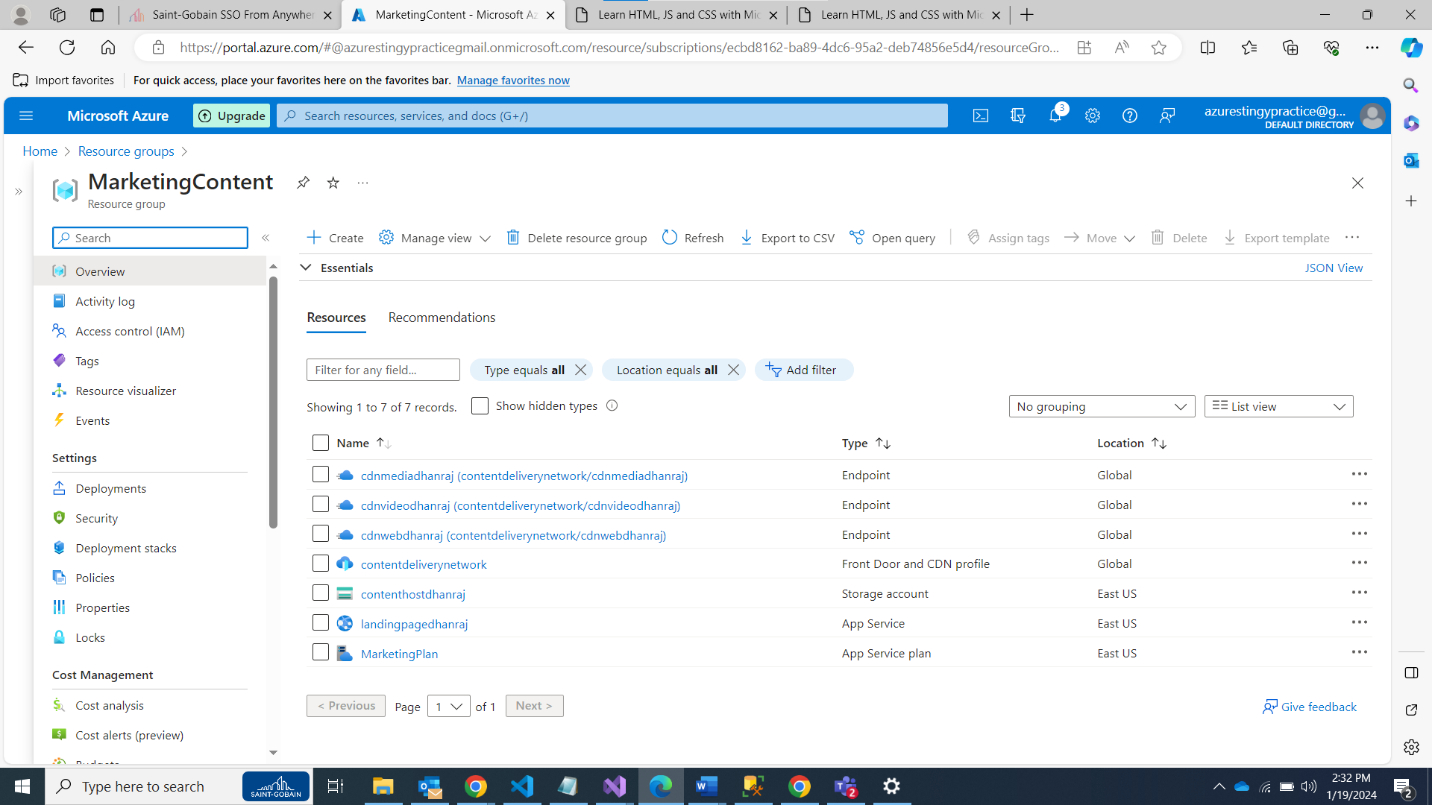 Saint-Gobain SSO From Anywher
MarketingContent - Microsoft Az
Learn HTML, JS and CSS with Mic
Learn HTML, JS and CSS with Mic
https://portal.azure.com/#@azurestingypracticegmail.onmicrosoft.com/resource/subscriptions/ecbd8162-ba89-4dc6-95a2-deb74856e5d4/resourceGro...
Import favorites For quick access, place your favorites here on the favorites bar. Manage favorites now
Microsoft Azure Upgrade Search resources, services, and docs (G+/) 3 azurestingypractice@g...
DEFAULT DIRECTORY
Home > Resource groups >
MarketingContent
Resource group
Search
Create Manage view Delete resource group Refresh Export to CSV Open query Assign tags Move Delete Export template
Essentials JSON View
Overview
Activity log
Access control (IAM)
Tags
Resource visualizer
Events
Settings
Deployments
Security
Deployment stacks
Policies
Properties
Locks
Cost Management
Cost analysis
Cost alerts (preview)
Budgets
Resources Recommendations
Filter for any field... Type equals all Location equals all Add filter
Showing 1 to 7 of 7 records. Show hidden types No grouping List view
Name Type Location
cdnmediadhanraj (contentdeliverynetwork/cdnmediadhanraj) Endpoint Global
cdnvideodhanraj (contentdeliverynetwork/cdnvideodhanraj) Endpoint Global
cdnwebdhanraj (contentdeliverynetwork/cdnwebdhanraj) Endpoint Global
contentdeliverynetwork Front Door and CDN profile Global
contenthostdhanraj Storage account East US
landingpagedhanraj App Service East US
MarketingPlan App Service plan East US
< Previous Page 1 of 1 Next > Give feedback
Type here to search SAINT-GOBAIN 2 2:32 PM
1/19/2024 2